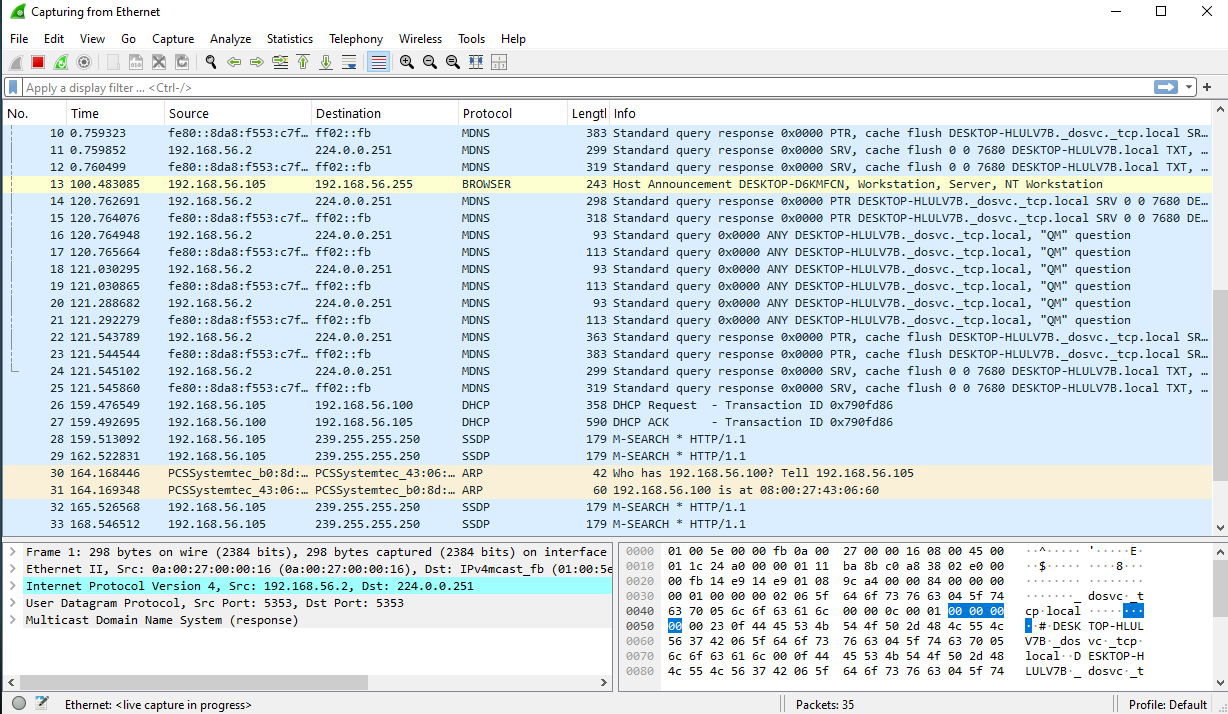 Capturing from Ethernet
File Edit View Go Capture Analyze Statistics Telephony Wireless Tools Help
Apply a display filter ... <Ctrl-/>
No. Time Source Destination Protocol Lengtl Info
10 0.759323 fe80::8da8:f553:c7f… ff02::fb MDNS 383 Standard query response 0x0000 PTR, cache flush DESKTOP-HLULV7B._dosvc._tcp.local SR…
11 0.759852 192.168.56.2 224.0.0.251 MDNS 299 Standard query response 0x0000 SRV, cache flush 0 0 7680 DESKTOP-HLULV7B.local TXT, …
12 0.760499 fe80::8da8:f553:c7f… ff02::fb MDNS 319 Standard query response 0x0000 SRV, cache flush 0 0 7680 DESKTOP-HLULV7B.local TXT, …
13 100.483085 192.168.56.105 192.168.56.255 BROWSER 243 Host Announcement DESKTOP-D6KMFCN, Workstation, Server, NT Workstation
14 120.762691 192.168.56.2 224.0.0.251 MDNS 298 Standard query response 0x0000 PTR DESKTOP-HLULV7B._dosvc._tcp.local SRV 0 0 7680 DE…
15 120.764076 fe80::8da8:f553:c7f… ff02::fb MDNS 318 Standard query response 0x0000 PTR DESKTOP-HLULV7B._dosvc._tcp.local SRV 0 0 7680 DE…
16 120.764948 192.168.56.2 224.0.0.251 MDNS 93 Standard query 0x0000 ANY DESKTOP-HLULV7B._dosvc._tcp.local, "QM" question
17 120.765664 fe80::8da8:f553:c7f… ff02::fb MDNS 113 Standard query 0x0000 ANY DESKTOP-HLULV7B._dosvc._tcp.local, "QM" question
18 121.030295 192.168.56.2 224.0.0.251 MDNS 93 Standard query 0x0000 ANY DESKTOP-HLULV7B._dosvc._tcp.local, "QM" question
19 121.030865 fe80::8da8:f553:c7f… ff02::fb MDNS 113 Standard query 0x0000 ANY DESKTOP-HLULV7B._dosvc._tcp.local, "QM" question
20 121.288682 192.168.56.2 224.0.0.251 MDNS 93 Standard query 0x0000 ANY DESKTOP-HLULV7B._dosvc._tcp.local, "QM" question
21 121.292279 fe80::8da8:f553:c7f… ff02::fb MDNS 113 Standard query 0x0000 ANY DESKTOP-HLULV7B._dosvc._tcp.local, "QM" question
22 121.543789 192.168.56.2 224.0.0.251 MDNS 363 Standard query response 0x0000 PTR, cache flush DESKTOP-HLULV7B._dosvc._tcp.local SR…
23 121.544544 fe80::8da8:f553:c7f… ff02::fb MDNS 383 Standard query response 0x0000 PTR, cache flush DESKTOP-HLULV7B._dosvc._tcp.local SR…
24 121.545102 192.168.56.2 224.0.0.251 MDNS 299 Standard query response 0x0000 SRV, cache flush 0 0 7680 DESKTOP-HLULV7B.local TXT, …
25 121.545860 fe80::8da8:f553:c7f… ff02::fb MDNS 319 Standard query response 0x0000 SRV, cache flush 0 0 7680 DESKTOP-HLULV7B.local TXT, …
26 159.476549 192.168.56.105 192.168.56.100 DHCP 358 DHCP Request - Transaction ID 0x790fd86
27 159.492695 192.168.56.100 192.168.56.105 DHCP 590 DHCP ACK - Transaction ID 0x790fd86
28 159.513092 192.168.56.105 239.255.255.250 SSDP 179 M-SEARCH * HTTP/1.1
29 162.522831 192.168.56.105 239.255.255.250 SSDP 179 M-SEARCH * HTTP/1.1
30 164.168446 PCSSystemtec_b0:8d:… PCSSystemtec_43:06:… ARP 42 Who has 192.168.56.100? Tell 192.168.56.105
31 164.169348 PCSSystemtec_43:06:… PCSSystemtec_b0:8d:… ARP 60 192.168.56.100 is at 08:00:27:43:06:60
32 165.526568 192.168.56.105 239.255.255.250 SSDP 179 M-SEARCH * HTTP/1.1
33 168.546512 192.168.56.105 239.255.255.250 SSDP 179 M-SEARCH * HTTP/1.1
Frame 1: 298 bytes on wire (2384 bits), 298 bytes captured (2384 bits) on interface
Ethernet II, Src: 0a:00:27:00:00:16 (0a:00:27:00:00:16), Dst: IPv4mcast_fb (01:00:5e
Internet Protocol Version 4, Src: 192.168.56.2, Dst: 224.0.0.251
User Datagram Protocol, Src Port: 5353, Dst Port: 5353
Multicast Domain Name System (response)
0000 01 00 5e 00 00 fb 0a 00 27 00 00 16 08 00 45 00 ··^····· '·····E·
0010 01 1c 24 a0 00 00 01 11 ba 8b c0 a8 38 02 e0 00 ··$····· ····8···
0020 00 fb 14 e9 14 e9 01 08 9c a4 00 00 84 00 00 00 ········ ········
0030 00 01 00 00 00 02 06 5f 64 6f 73 76 63 04 5f 74 ·······_ dosvc·_t
0040 63 70 05 6c 6f 63 61 6c 00 00 0c 00 01 00 00 00 cp·local ········
0050 00 00 23 0f 44 45 53 4b 54 4f 50 2d 48 4c 55 4c ··#·DESK TOP-HLUL
0060 56 37 42 06 5f 64 6f 73 76 63 04 5f 74 63 70 05 V7B·_dos vc·_tcp·
0070 6c 6f 63 61 6c 00 0f 44 45 53 4b 54 4f 50 2d 48 local··D ESKTOP-H
0080 4c 55 4c 56 37 42 06 5f 64 6f 73 76 63 04 5f 74 LULV7B·_ dosvc·_t
Ethernet: <live capture in progress> Packets: 35 Profile: Default